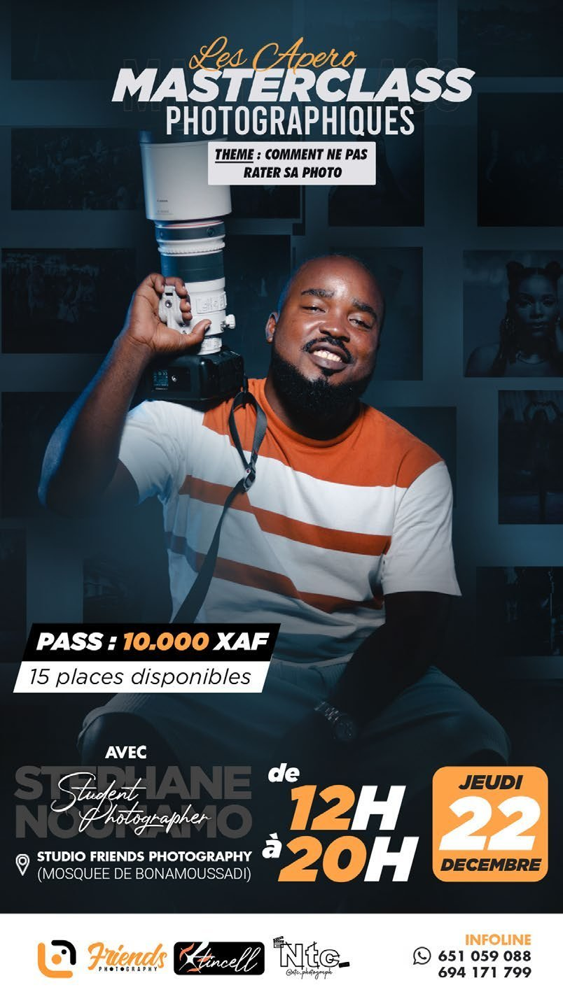 Les Apero
MASTERCLASS
PHOTOGRAPHIQUES
THEME : COMMENT NE PAS
RATER SA PHOTO
PASS : 10.000 XAF
15 places disponibles
AVEC
STEPHANE
Student
Photographer
STUDIO FRIENDS PHOTOGRAPHY
(MOSQUEE DE BONAMOUSSADI)
de
12H
à 20H
JEUDI
22
DECEMBRE
Friends
PHOTOGRAPHY
Ntc
INFOLINE
651 059 088
694 171 799